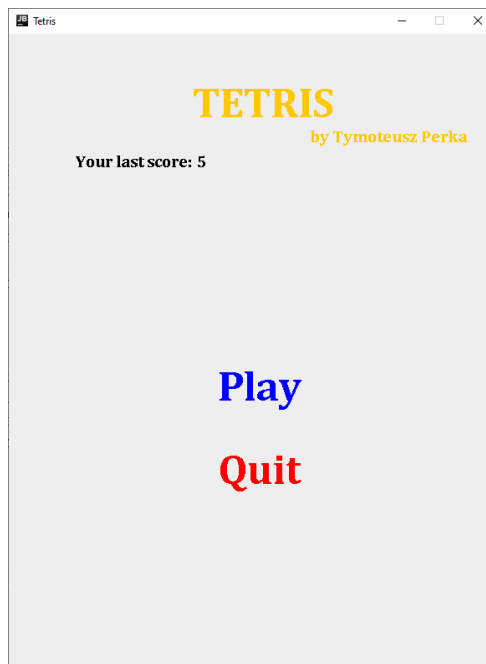 Tetris
TETRIS
by Tymoteusz Perka
Your last score: 5
Play
Quit